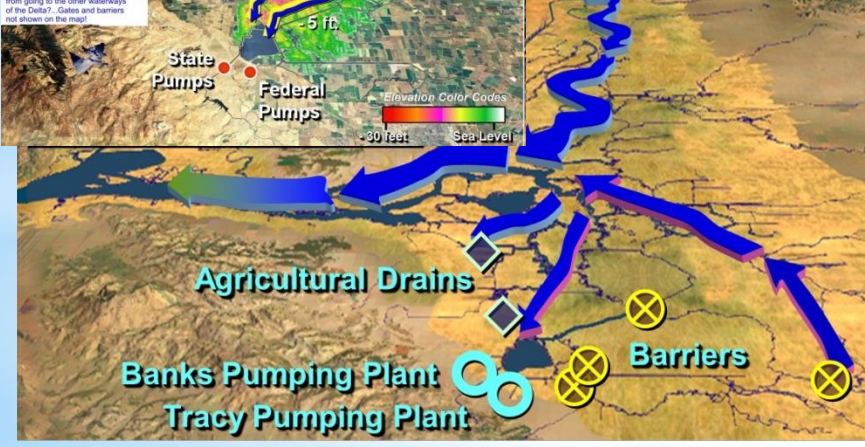 from going to the other waterways
of the Delta?...Gates and barriers
not shown on the map!
- 5 ft.
State
Pumps
Federal
Pumps
Elevation Color Codes
- 30 feet Sea Level
Agricultural Drains
Barriers
Banks Pumping Plant
Tracy Pumping Plant